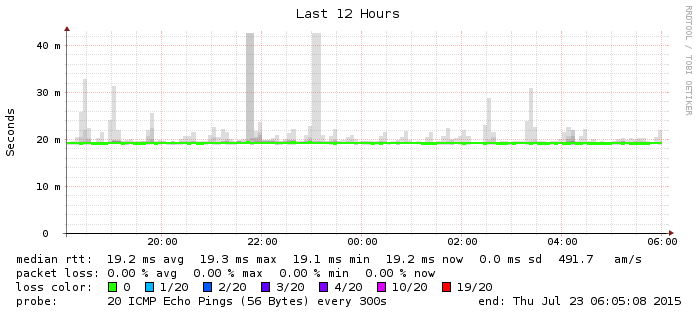 Last 12 Hours
RRDTOOL / TOBI OETIKER
Seconds
40 m
30 m
20 m
10 m
0
20:00 22:00 00:00 02:00 04:00 06:00
median rtt: 19.2 ms avg 19.3 ms max 19.1 ms min 19.2 ms now 0.0 ms sd 491.7 am/s
packet loss: 0.00 % avg 0.00 % max 0.00 % min 0.00 % now
loss color: 0 1/20 2/20 3/20 4/20 10/20 19/20
probe: 20 ICMP Echo Pings (56 Bytes) every 300s end: Thu Jul 23 06:05:08 2015